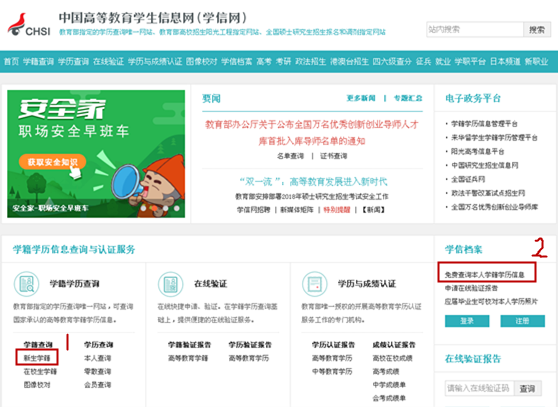 CHSI
中国高等教育学生信息网(学信网)
教育部指定的学历查询唯一网站、教育部高校招生阳光工程指定网站、全国硕士研究生招生报名和调剂指定网站
站内搜索
搜索
首页 学籍查询 学历查询 在线验证 学历与成绩认证 图像校对 学信档案 高考 考研 政法招生 港澳台招生 四六级查分 征兵 就业 学职平台 日本频道 新职业
安全家
职场安全早班车
获取安全知识
安全家-职场安全早班车
要闻
更多新闻 | 专题汇总
教育部办公厅关于公布全国万名优秀创新创业导师人才
库首批入库导师名单的通知
名单查询 | 证书查询
“双一流”:高等教育发展进入新时代
教育部安排部署2018年硕士研究生招生考试安全工作
学信网招聘 | 新媒体矩阵 | 特别提醒 | 【新闻】
电子政务平台
学籍学历信息管理平台
来华留学生学籍学历管理平台
阳光高考信息平台
中国研究生招生信息网
全国征兵网
政法干警改革试点招生网
全国万名优秀创新创业导师库
学籍学历信息查询与认证服务
学籍学历查询
教育部指定的学历查询唯一网站,可查询
国家承认的高等教育学籍学历信息。
学籍查询 学历查询
新生学籍 本人查询
在校生学籍 零散查询
图像校对 会员查询
1
在线验证
在线快捷申请、验证。在学籍学历查询基
础上,提供便捷的在线验证服务。
学籍验证报告 学历验证报告
高等教育学籍 高等教育学历
学历与成绩认证
教育部唯一授权的开展高等教育学历认证
服务工作的专门机构。
学历认证报告 成绩认证报告
高等教育学历 高校在校成绩
中等教育学历 高考成绩
中学成绩单
会考成绩单
学信档案
2
免费查询本人学籍学历信息
申请在线验证报告
应届毕业生可校对本人学历照片
登录 注册
在线验证报告
请输入在线验证码
查询